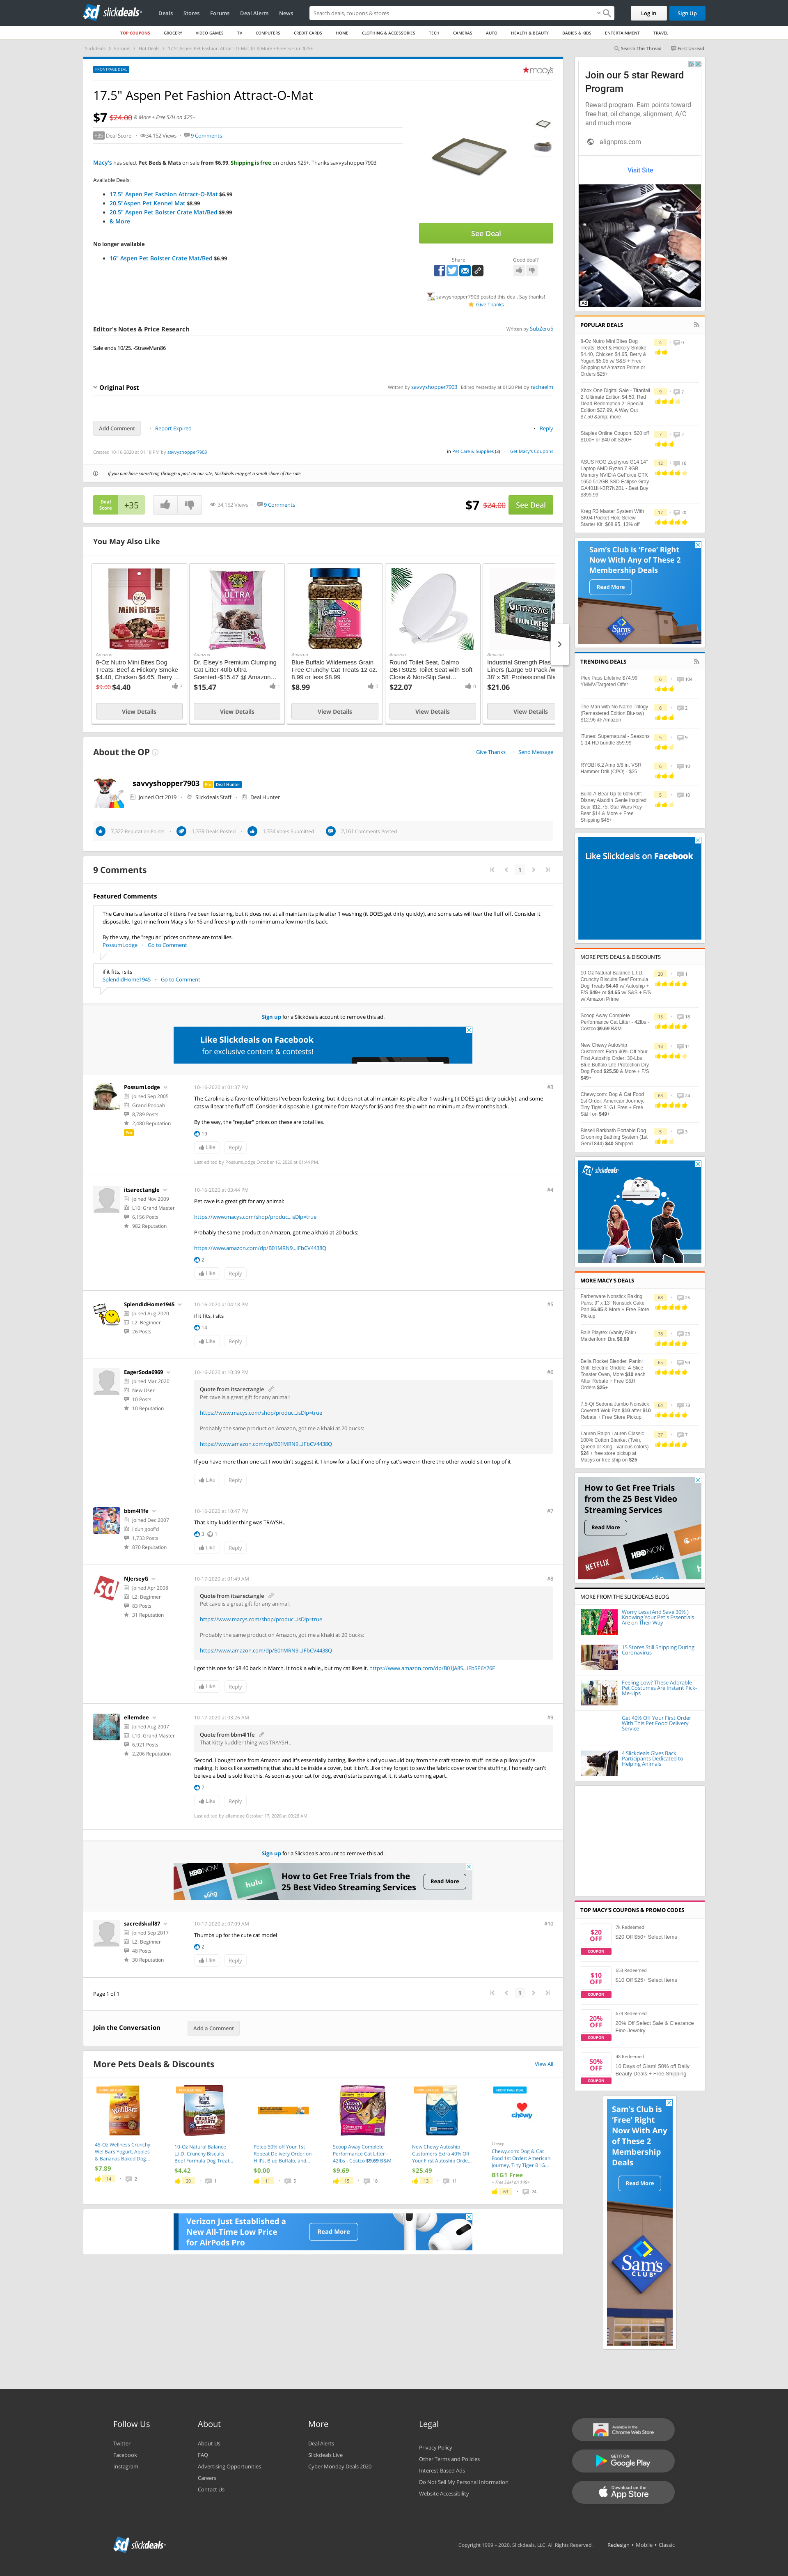 slickdeals
Deals Stores Forums Deal Alerts News
Search deals, coupons & stores
Log In Sign Up
TOP COUPONS GROCERY VIDEO GAMES TV COMPUTERS CREDIT CARDS HOME CLOTHING & ACCESSORIES TECH CAMERAS AUTO HEALTH & BEAUTY BABIES & KIDS ENTERTAINMENT TRAVEL
Slickdeals > Forums > Hot Deals > 17.5" Aspen Pet Fashion Attract-O-Mat $7 & More + Free S/H on $25+
Search This Thread First Unread
FRONTPAGE DEAL
macys
17.5" Aspen Pet Fashion Attract-O-Mat
$7 $24.00 & More + Free S/H on $25+
+35 Deal Score 34,152 Views 9 Comments
Macy's has select Pet Beds & Mats on sale from $6.99. Shipping is free on orders $25+. Thanks savvyshopper7903
Available Deals:
17.5" Aspen Pet Fashion Attract-O-Mat $6.99
20.5"Aspen Pet Kennel Mat $8.99
20.5" Aspen Pet Bolster Crate Mat/Bed $9.99
& More
No longer available
16" Aspen Pet Bolster Crate Mat/Bed $6.99
See Deal
Share Good deal?
savvyshopper7903 posted this deal. Say thanks!
Give Thanks
Editor's Notes & Price Research
Written by SubZero5
Sale ends 10/25. -StrawMan86
Original Post
Written by savvyshopper7903 Edited Yesterday at 01:20 PM by rachaelm
Add Comment Report Expired Reply
Created 10-16-2020 at 01:18 PM by savvyshopper7903
in Pet Care & Supplies (3) Get Macy's Coupons
If you purchase something through a post on our site, Slickdeals may get a small share of the sale.
Deal Score +35
34,152 Views 9 Comments
$7 $24.00 See Deal
You May Also Like
Amazon
8-Oz Nutro Mini Bites Dog Treats: Beef & Hickory Smoke $4.40, Chicken $4.65, Berry ...
$9.00 $4.40
View Details
Amazon
Dr. Elsey's Premium Clumping Cat Litter 40lb Ultra Scented~$15.47 @ Amazon...
$15.47
View Details
Amazon
Blue Buffalo Wilderness Grain Free Crunchy Cat Treats 12 oz. 8.99 or less $8.99
$8.99
View Details
Amazon
Round Toilet Seat, Dalmo DBTS02S Toilet Seat with Soft Close & Non-Slip Seat...
$22.07
View Details
Amazon
Industrial Strength Plas
Liners (Large 50 Pack /w
38' x 58' Professional Bla
$21.06
View Details
About the OP
Give Thanks Send Message
savvyshopper7903 Pro Deal Hunter
Joined Oct 2019 Slickdeals Staff Deal Hunter
7,322 Reputation Points 1,339 Deals Posted 1,334 Votes Submitted 2,161 Comments Posted
9 Comments
1
Featured Comments
The Carolina is a favorite of kittens I've been fostering, but it does not at all maintain its pile after 1 washing (it DOES get dirty quickly), and some cats will tear the fluff off. Consider it
disposable. I got mine from Macy's for $5 and free ship with no minimum a few months back.
By the way, the "regular" prices on these are total lies.
PossumLodge Go to Comment
if it fits, i sits
SplendidHome1945 Go to Comment
Sign up for a Slickdeals account to remove this ad.
Like Slickdeals on Facebook
for exclusive content & contests!
PossumLodge
Joined Sep 2005
Grand Poobah
8,789 Posts
2,480 Reputation
Pro
10-16-2020 at 01:37 PM #3
The Carolina is a favorite of kittens I've been fostering, but it does not at all maintain its pile after 1 washing (it DOES get dirty quickly), and some
cats will tear the fluff off. Consider it disposable. I got mine from Macy's for $5 and free ship with no minimum a few months back.
By the way, the "regular" prices on these are total lies.
19
Like Reply
Last edited by PossumLodge October 16, 2020 at 01:44 PM.
itsarectangle
Joined Nov 2009
L10: Grand Master
6,156 Posts
982 Reputation
10-16-2020 at 03:44 PM #4
Pet cave is a great gift for any animal:
https://www.macys.com/shop/produc...isDlp=true
Probably the same product on Amazon, got me a khaki at 20 bucks:
https://www.amazon.com/dp/B01MRN9...IFbCV4438Q
2
Like Reply
SplendidHome1945
Joined Aug 2020
L2: Beginner
26 Posts
10-16-2020 at 04:18 PM #5
if it fits, i sits
14
Like Reply
EagerSoda6969
Joined Mar 2020
New User
10 Posts
10 Reputation
10-16-2020 at 10:39 PM #6
Quote from itsarectangle
Pet cave is a great gift for any animal:
https://www.macys.com/shop/produc...isDlp=true
Probably the same product on Amazon, got me a khaki at 20 bucks:
https://www.amazon.com/dp/B01MRN9...IFbCV4438Q
If you have more than one cat I wouldn't suggest it. I know for a fact if one of my cat's were in there the other would sit on top of it
Like Reply
bbm4l1fe
Joined Dec 2007
I dun goof'd
1,733 Posts
870 Reputation
10-16-2020 at 10:47 PM #7
That kitty kuddler thing was TRAYSH..
3 1
Like Reply
NJerseyG
Joined Apr 2008
L2: Beginner
83 Posts
31 Reputation
10-17-2020 at 01:49 AM #8
Quote from itsarectangle
Pet cave is a great gift for any animal:
https://www.macys.com/shop/produc...isDlp=true
Probably the same product on Amazon, got me a khaki at 20 bucks:
https://www.amazon.com/dp/B01MRN9...IFbCV4438Q
I got this one for $8.40 back in March. It took a while,, but my cat likes it.
Like Reply
ellemdee
Joined Aug 2007
L10: Grand Master
6,921 Posts
2,206 Reputation
10-17-2020 at 03:26 AM #9
Quote from bbm4l1fe
That kitty kuddler thing was TRAYSH..
Second. I bought one from Amazon and it's essentially batting, like the kind you would buy from the craft store to stuff inside a pillow you're
making. It looks like something that should be inside a cover, but it isn't...like they forgot to sew the fabric cover over the stuffing. I honestly can't
believe a bed is sold like this. As soon as your cat (or dog, even) starts pawing at it, it starts coming apart.
2
Like Reply
Last edited by ellemdee October 17, 2020 at 03:28 AM.
Sign up for a Slickdeals account to remove this ad.
HBO sling hulu
How to Get Free Trials from the
25 Best Video Streaming Services
Read More
sacredskull87
Joined Sep 2017
L2: Beginner
48 Posts
30 Reputation
10-17-2020 at 07:09 AM #10
Thumbs up for the cute cat model
2
Like Reply
Page 1 of 1
1
Join the Conversation Add a Comment
More Pets Deals & Discounts View All
45-Oz Wellness Crunchy WellBars Yogurt, Apples & Bananas Baked Dog...
$7.89
14 2
10-Oz Natural Balance L.I.D. Crunchy Biscuits Beef Formula Dog Treat...
$4.42
20 1
Petco 50% off Your 1st Repeat Delivery Order on Hill's, Blue Buffalo, and...
$0.00
11 5
Scoop Away Complete Performance Cat Litter - 42lbs - Costco $9.69 B&M
$9.69
15 18
New Chewy Autoship Customers Extra 40% Off Your First Autoship Orde...
$25.49
13 11
chewy
Chewy
Chewy.com: Dog & Cat Food 1st Order: American Journey, Tiny Tiger B1G...
B1G1 Free
+ Free S&H on $49+
63 24
Verizon Just Established a
New All-Time Low Price
for AirPods Pro
Read More
Join our 5 star Reward
Program
Reward program. Earn points toward
free hat, oil change, alignment, A/C
and much more
alignpros.com
Visit Site
Ad
POPULAR DEALS
8-Oz Nutro Mini Bites Dog
Treats: Beef & Hickory Smoke
$4.40, Chicken $4.65, Berry &
Yogurt $5.05 w/ S&S + Free
Shipping w/ Amazon Prime or
Orders $25+
Xbox One Digital Sale - Titanfall
2: Ultimate Edition $4.50, Red
Dead Redemption 2: Special
Edition $27.99, A Way Out
$7.50 &amp; more
Staples Online Coupon: $20 off
$100+ or $40 off $200+
ASUS ROG Zephyrus G14 14"
Laptop AMD Ryzen 7 8GB
Memory NVIDIA GeForce GTX
1650 512GB SSD Eclipse Gray
GA401IH-BR7N2BL - Best Buy
$899.99
Kreg R3 Master System With
SK04 Pocket Hole Screw
Starter Kit, $68.95, 13% off
Sam's Club is 'Free' Right
Now With Any of These 2
Membership Deals
Read More
Sam's
TRENDING DEALS
Plex Pass Lifetime $74.99
YMMV/Targeted Offer
The Man with No Name Trilogy
(Remastered Edition Blu-ray)
$12.96 @ Amazon
iTunes: Supernatural - Seasons
1-14 HD bundle $59.99
RYOBI 6.2 Amp 5/8 in. VSR
Hammer Drill (CPO) - $25
Build-A-Bear Up to 60% Off:
Disney Aladdin Genie Inspired
Bear $12.75, Star Wars Rey
Bear $14 & More + Free
Shipping $45+
Like Slickdeals on Facebook
MORE PETS DEALS & DISCOUNTS
10-Oz Natural Balance L.I.D.
Crunchy Biscuits Beef Formula
Dog Treats $4.40 w/ Autoship +
F/S $49+ or $4.65 w/ S&S + F/S
w/ Amazon Prime
Scoop Away Complete
Performance Cat Litter - 42lbs -
Costco $9.69 B&M
New Chewy Autoship
Customers Extra 40% Off Your
First Autoship Order: 30-Lbs
Blue Buffalo Life Protection Dry
Dog Food $25.50 & More + F/S
$49+
Chewy.com: Dog & Cat Food
1st Order: American Journey,
Tiny Tiger B1G1 Free + Free
S&H on $49+
Bissell Barkbath Portable Dog
Grooming Bathing System (1st
Gen/1844) $40 Shipped
slickdeals
MORE MACY'S DEALS
Farberware Nonstick Baking
Pans: 9" x 13" Nonstick Cake
Pan $6.95 & More + Free Store
Pickup
Bali/ Playtex /Vanity Fair /
Maidenform Bra $9.99
Bella Rocket Blender, Panini
Grill, Electric Griddle, 4-Slice
Toaster Oven, More $10 each
After Rebate + Free S&H
Orders $25+
7.5-Qt Sedona Jumbo Nonstick
Covered Wok Pan $10 after $10
Rebate + Free Store Pickup
Lauren Ralph Lauren Classic
100% Cotton Blanket (Twin,
Queen or King - various colors)
$24 + free store pickup at
Macys or free ship on $25
How to Get Free Trials
from the 25 Best Video
Streaming Services
Read More
NETFLIX HBO hulu
MORE FROM THE SLICKDEALS BLOG
Worry Less (And Save 30% )
Knowing Your Pet's Essentials
Are on Their Way
15 Stores Still Shipping During
Coronavirus
Feeling Low? These Adorable
Pet Costumes Are Instant Pick-
Me-Ups
Get 40% Off Your First Order
With This Pet Food Delivery
Service
4 Slickdeals Gives Back
Participants Dedicated to
Helping Animals
TOP MACY'S COUPONS & PROMO CODES
$20 OFF COUPON
7k Redeemed
$20 Off $50+ Select Items
$10 OFF COUPON
653 Redeemed
$10 Off $25+ Select Items
20% OFF COUPON
674 Redeemed
20% Off Select Sale & Clearance
Fine Jewelry
50% OFF COUPON
48 Redeemed
10 Days of Glam! 50% off Daily
Beauty Deals + Free Shipping
Sam's Club is
'Free' Right
Now With Any
of These 2
Membership
Deals
Read More
Sam's CLUB
Follow Us
Twitter
Facebook
Instagram
About
About Us
FAQ
Advertising Opportunities
Careers
Contact Us
More
Deal Alerts
Slickdeals Live
Cyber Monday Deals 2020
Legal
Privacy Policy
Other Terms and Policies
Interest-Based Ads
Do Not Sell My Personal Information
Website Accessibility
Available in the Chrome Web Store
GET IT ON Google Play
Download on the App Store
slickdeals
Copyright 1999 – 2020. Slickdeals, LLC. All Rights Reserved. Redesign • Mobile • Classic